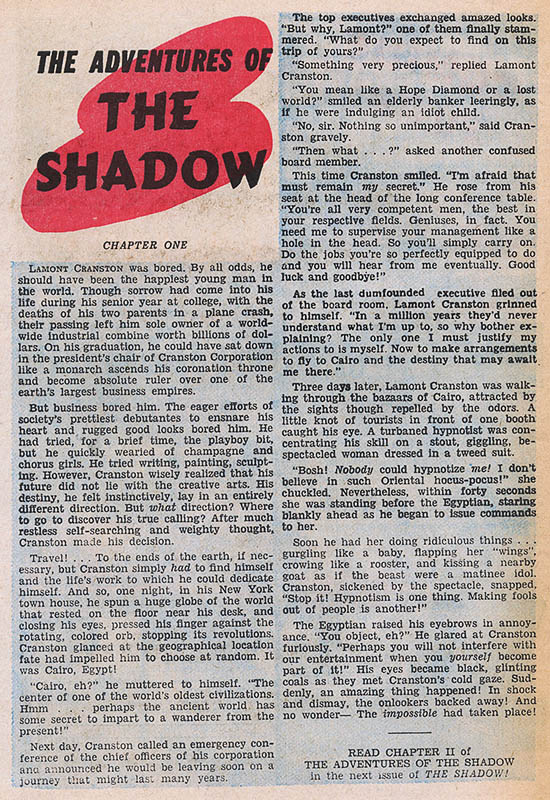 THE ADVENTURES OF
THE
SHADOW
CHAPTER ONE
LAMONT CRANSTON was bored. By all odds, he
should have been the happiest young man in
the world. Though sorrow had come into his
life during his senior year at college, with the
deaths of his two parents in a plane crash,
their passing left him sole owner of a world-
wide industrial combine worth billions of dol-
lars. On his graduation, he could have sat down
in the president's chair of Cranston Corporation
like a monarch ascends his coronation throne
and become absolute ruler over one of the
earth's largest business empires.
But business bored him. The eager efforts of
society's prettiest debutantes to ensnare his
heart and rugged good looks bored him. He
had tried, for a brief time, the playboy bit,
but he quickly wearied of champagne and
chorus girls. He tried writing, painting, sculpt-
ing. However, Cranston wisely realized that his
future did not lie with the creative arts. His
destiny, he felt instinctively, lay in an entirely
different direction. But what direction? Where
to go to discover his true calling? After much
restless self-searching and weighty thought,
Cranston made his decision.
Travel! . . . To the ends of the earth, if nec-
essary, but Cranston simply had to find himself
and the life's work to which he could dedicate
himself. And so, one night, in his New York
town house, he spun a huge globe of the world
that rested on the floor near his desk, and
closing his eyes, pressed his finger against the
rotating, colored orb, stopping its revolutions.
Cranston glanced at the geographical location
fate had impelled him to choose at random. It
was Cairo, Egypt!
"Cairo, eh?" he muttered to himself. "The
center of one of the world's oldest civilizations.
Hmm . . . . perhaps the ancient world has
some secret to impart to a wanderer from the
present!"
Next day, Cranston called an emergency con-
ference of the chief officers of his corporation
and announced he would be leaving soon on a
journey that might last many years.
The top executives exchanged amazed looks.
"But why, Lamont?" one of them finally stam-
mered. "What do you expect to find on this
trip of yours?"
"Something very precious," replied Lamont
Cranston.
"You mean like a Hope Diamond or a lost
world?" smiled an elderly banker leeringly, as if
he were indulging an idiot child.
"No, sir. Nothing so unimportant," said Cran-
ston gravely.
"Then what . . . ?" asked another confused
board member.
This time Cranston smiled. "I'm afraid that
must remain my secret." He rose from his
seat at the head of the long conference table.
"You're all very competent men, the best in
your respective fields. Geniuses, in fact. You
need me to supervise your management like a
hole in the head. So you'll simply carry on.
Do the jobs you're so perfectly equipped to do
and you will hear from me eventually. Good
luck and goodbye!"
As the last dumfounded executive filed out
of the board room, Lamont Cranston grinned
to himself. "In a million years they'd never
understand what I'm up to, so why bother ex-
plaining? The only one I must justify my
actions to is myself. Now to make arrangements
to fly to Cairo and the destiny that may await
me there."
Three days later, Lamont Cranston was walk-
ing through the bazaars of Cairo, attracted by
the sights though repelled by the odors. A
little knot of tourists in front of one booth
caught his eye. A turbaned hypnotist was con-
centrating his skill on a stout, giggling, be-
spectacled woman dressed in a tweed suit.
"Bosh! Nobody could hypnotize me! I don't
believe in such Oriental hocus-pocus!" she
chuckled. Nevertheless, within forty seconds
she was standing before the Egyptian, staring
blankly ahead as he began to issue commands
to her.
Soon he had her doing ridiculous things . . .
gurgling like a baby, flapping her "wings",
crowing like a rooster, and kissing a nearby
goat as if the beast were a matinee idol.
Cranston, sickened by the spectacle, snapped.
"Stop it! Hypnotism is one thing. Making fools
out of people is another!"
The Egyptian raised his eyebrows in annoy-
ance. "You object, eh?" He glared at Cranston
furiously. "Perhaps you will not interfere with
our entertainment when you yourself become
part of it!" His eyes became black, glinting
coals as they met Cranston's cold gaze. Sud-
denly, an amazing thing happened! In shock
and dismay, the onlookers backed away! And
no wonder— The impossible had taken place!
READ CHAPTER II of
THE ADVENTURES OF THE SHADOW
in the next issue of THE SHADOW!